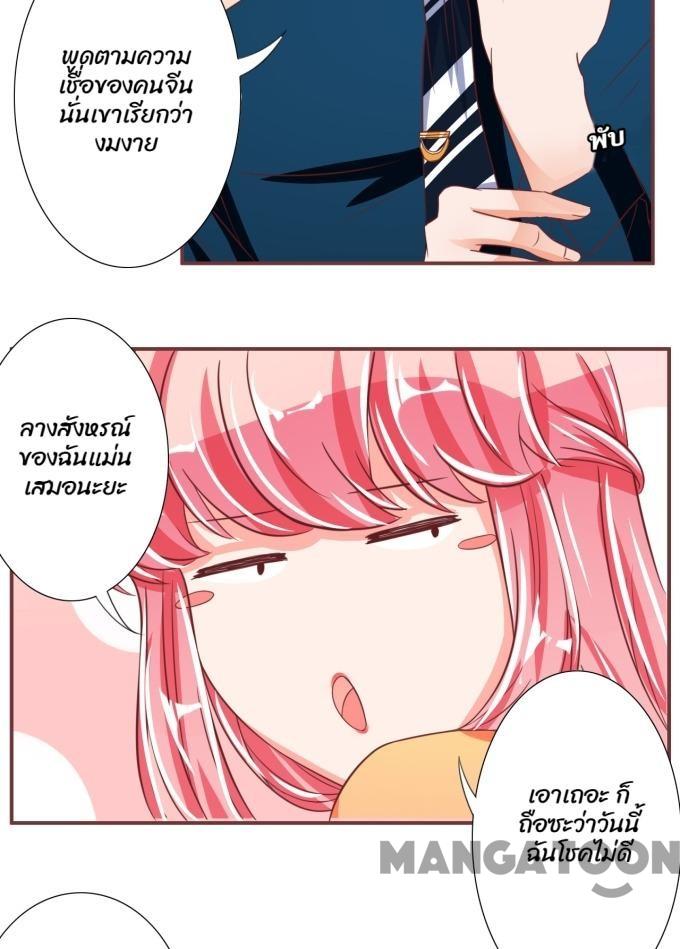 พูดตามความ
เชื่อของคนจีน
นั่นเขาเรียกว่า
งมงาย
พับ
ลางสังหรณ์
ของฉันแม่น
เสมอนะยะ
เอาเถอะ ก็
ถือซะว่าวันนี้
ฉันโชคไม่ดี
MANGATOON